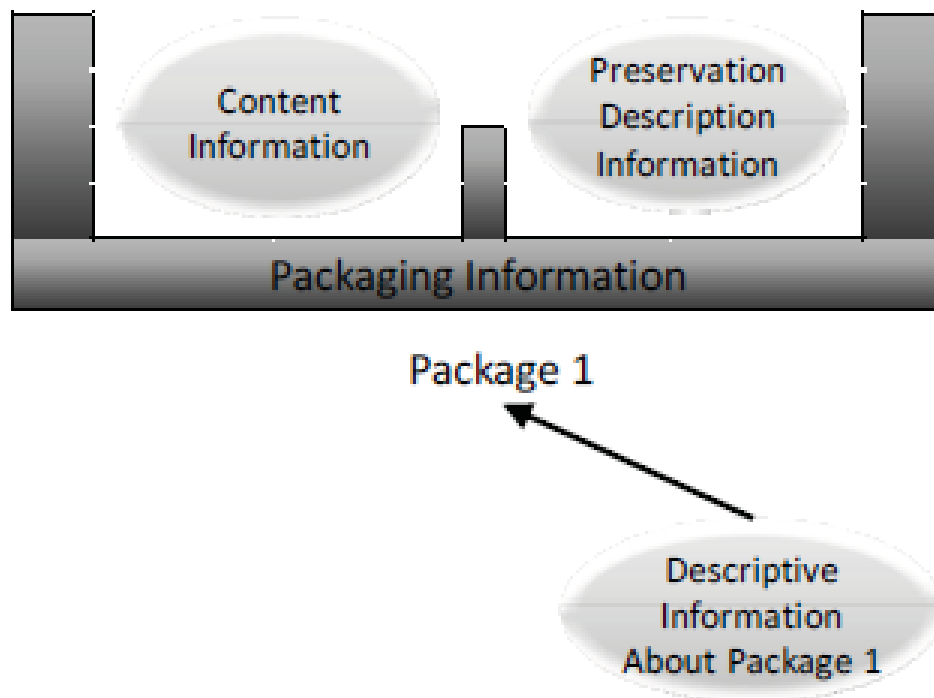 Content
Information
Preservation
Description
Information
Packaging Information
Package 1
Descriptive
Information
About Package 1